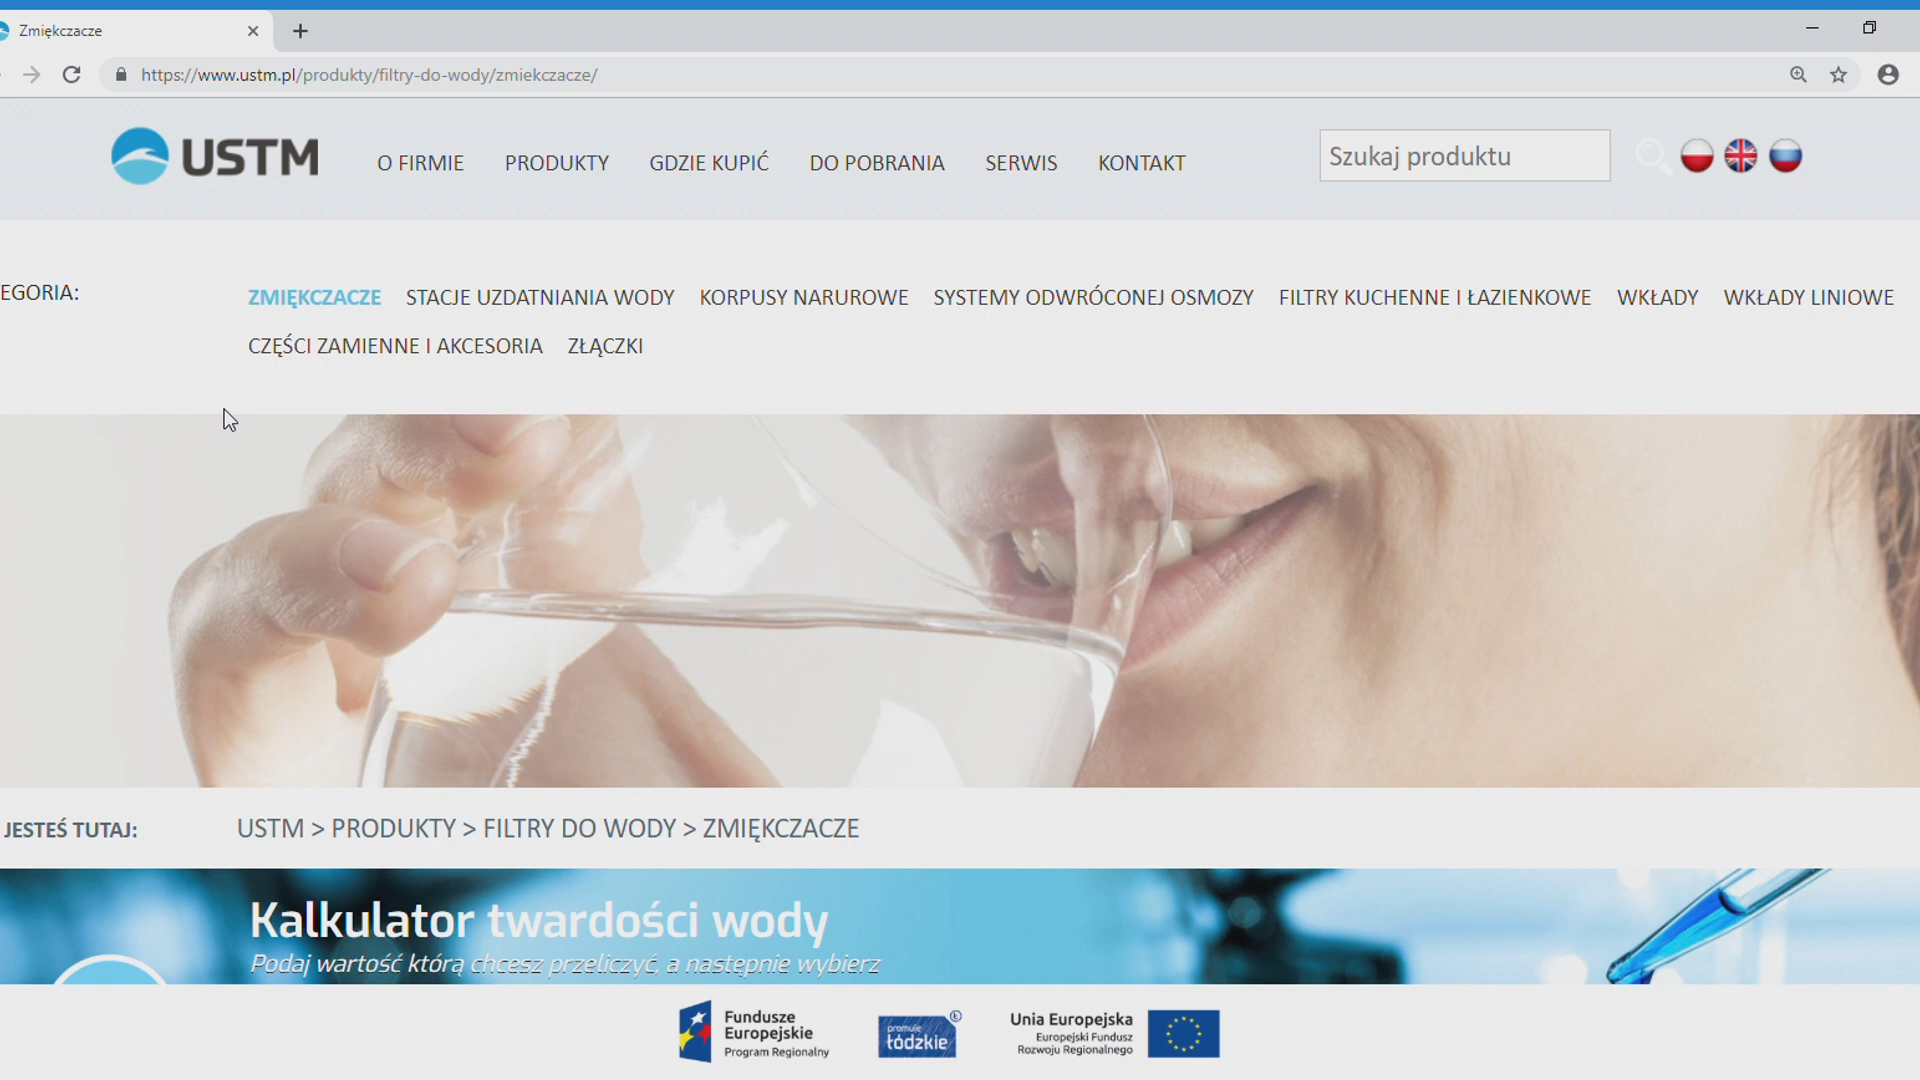 Zmiękczacze
https://www.ustm.pl/produkty/filtry-do-wody/zmiekczacze/
USTM
O FIRMIE PRODUKTY GDZIE KUPIĆ DO POBRANIA SERWIS KONTAKT
Szukaj produktu
EGORIA:
ZMIĘKCZACZE STACJE UZDATNIANIA WODY KORPUSY NARUROWE SYSTEMY ODWRÓCONEJ OSMOZY FILTRY KUCHENNE I ŁAZIENKOWE WKŁADY WKŁADY LINIOWE
CZĘŚCI ZAMIENNE I AKCESORIA ZŁĄCZKI
JESTEŚ TUTAJ:
USTM > PRODUKTY > FILTRY DO WODY > ZMIĘKCZACZE
Kalkulator twardości wody
Podaj wartość którą chcesz przeliczyć, a następnie wybierz
Fundusze
Europejskie
Program Regionalny
promuje
łódzkie
Unia Europejska
Europejski Fundusz
Rozwoju Regionalnego